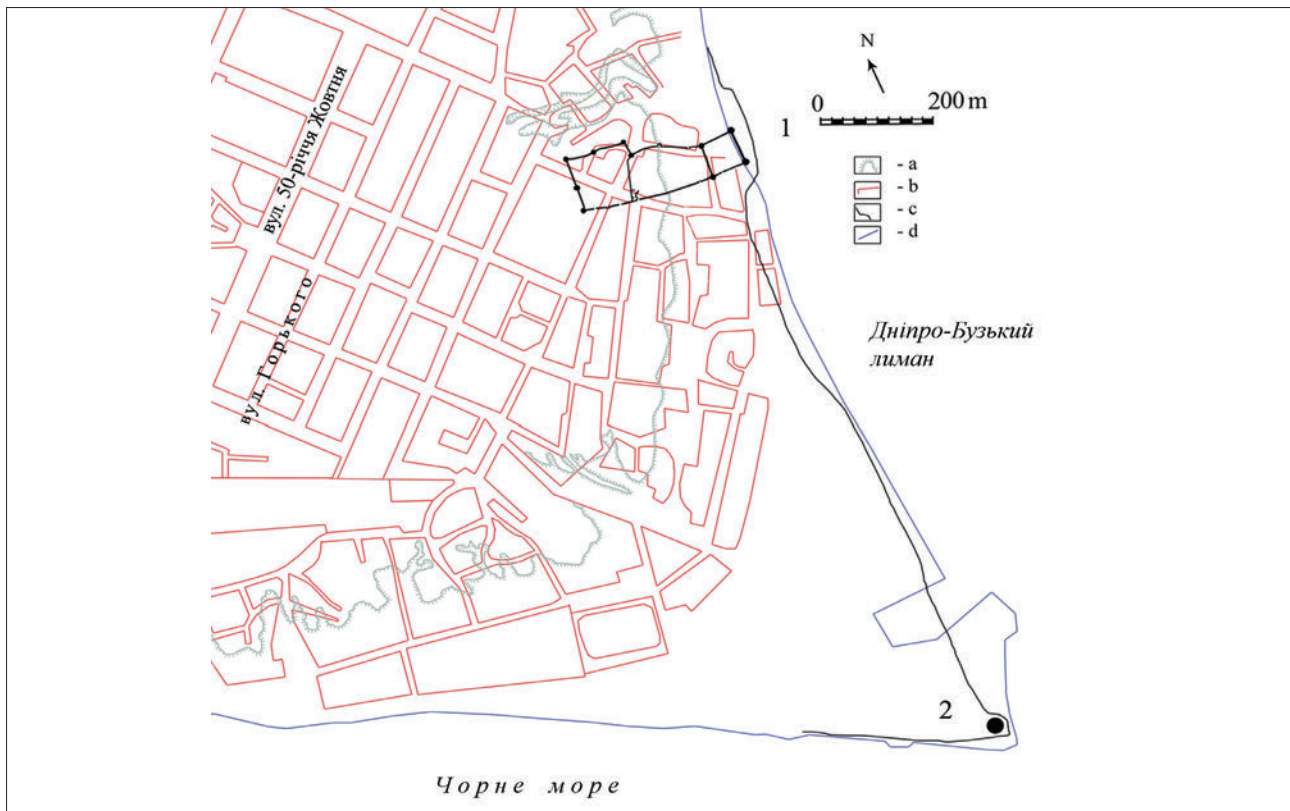 N
0 200 m
1
- a
- b
- c
- d
вул. 50-річчя Жовтня
вул. Горького
Дніпро-Бузький
лиман
2
Чорне море